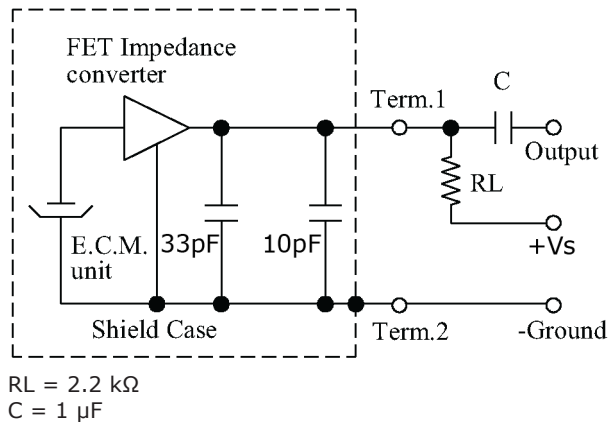 FET Impedance
converter
Term.1
C
Output
RL
+Vs
E.C.M.
unit
33pF
10pF
Shield Case
Term.2
-Ground
RL = 2.2 kΩ
C = 1 µF